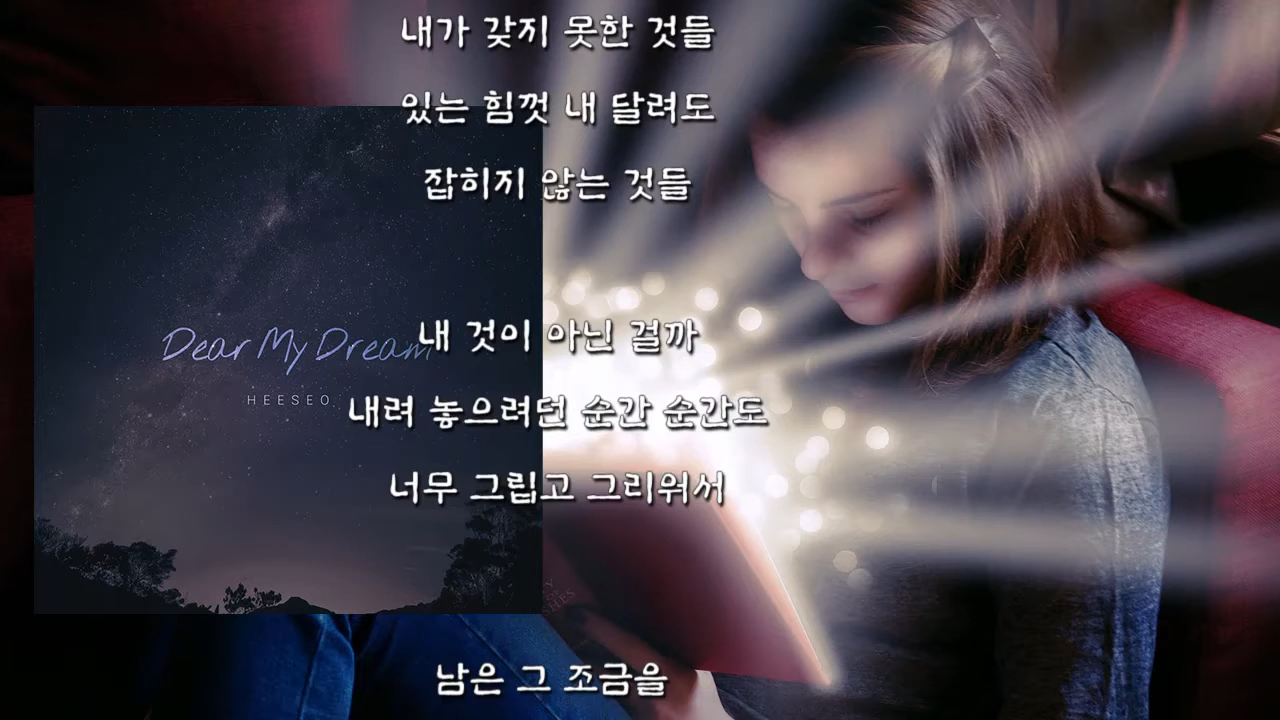 내가 갖지 못한 것들
있는 힘껏 내 달려도
잡히지 않는 것들
Dear My Dream
HEESEO
내 것이 아닌 걸까
내려 놓으려던 순간 순간도
너무 그립고 그리워서
남은 그 조금을